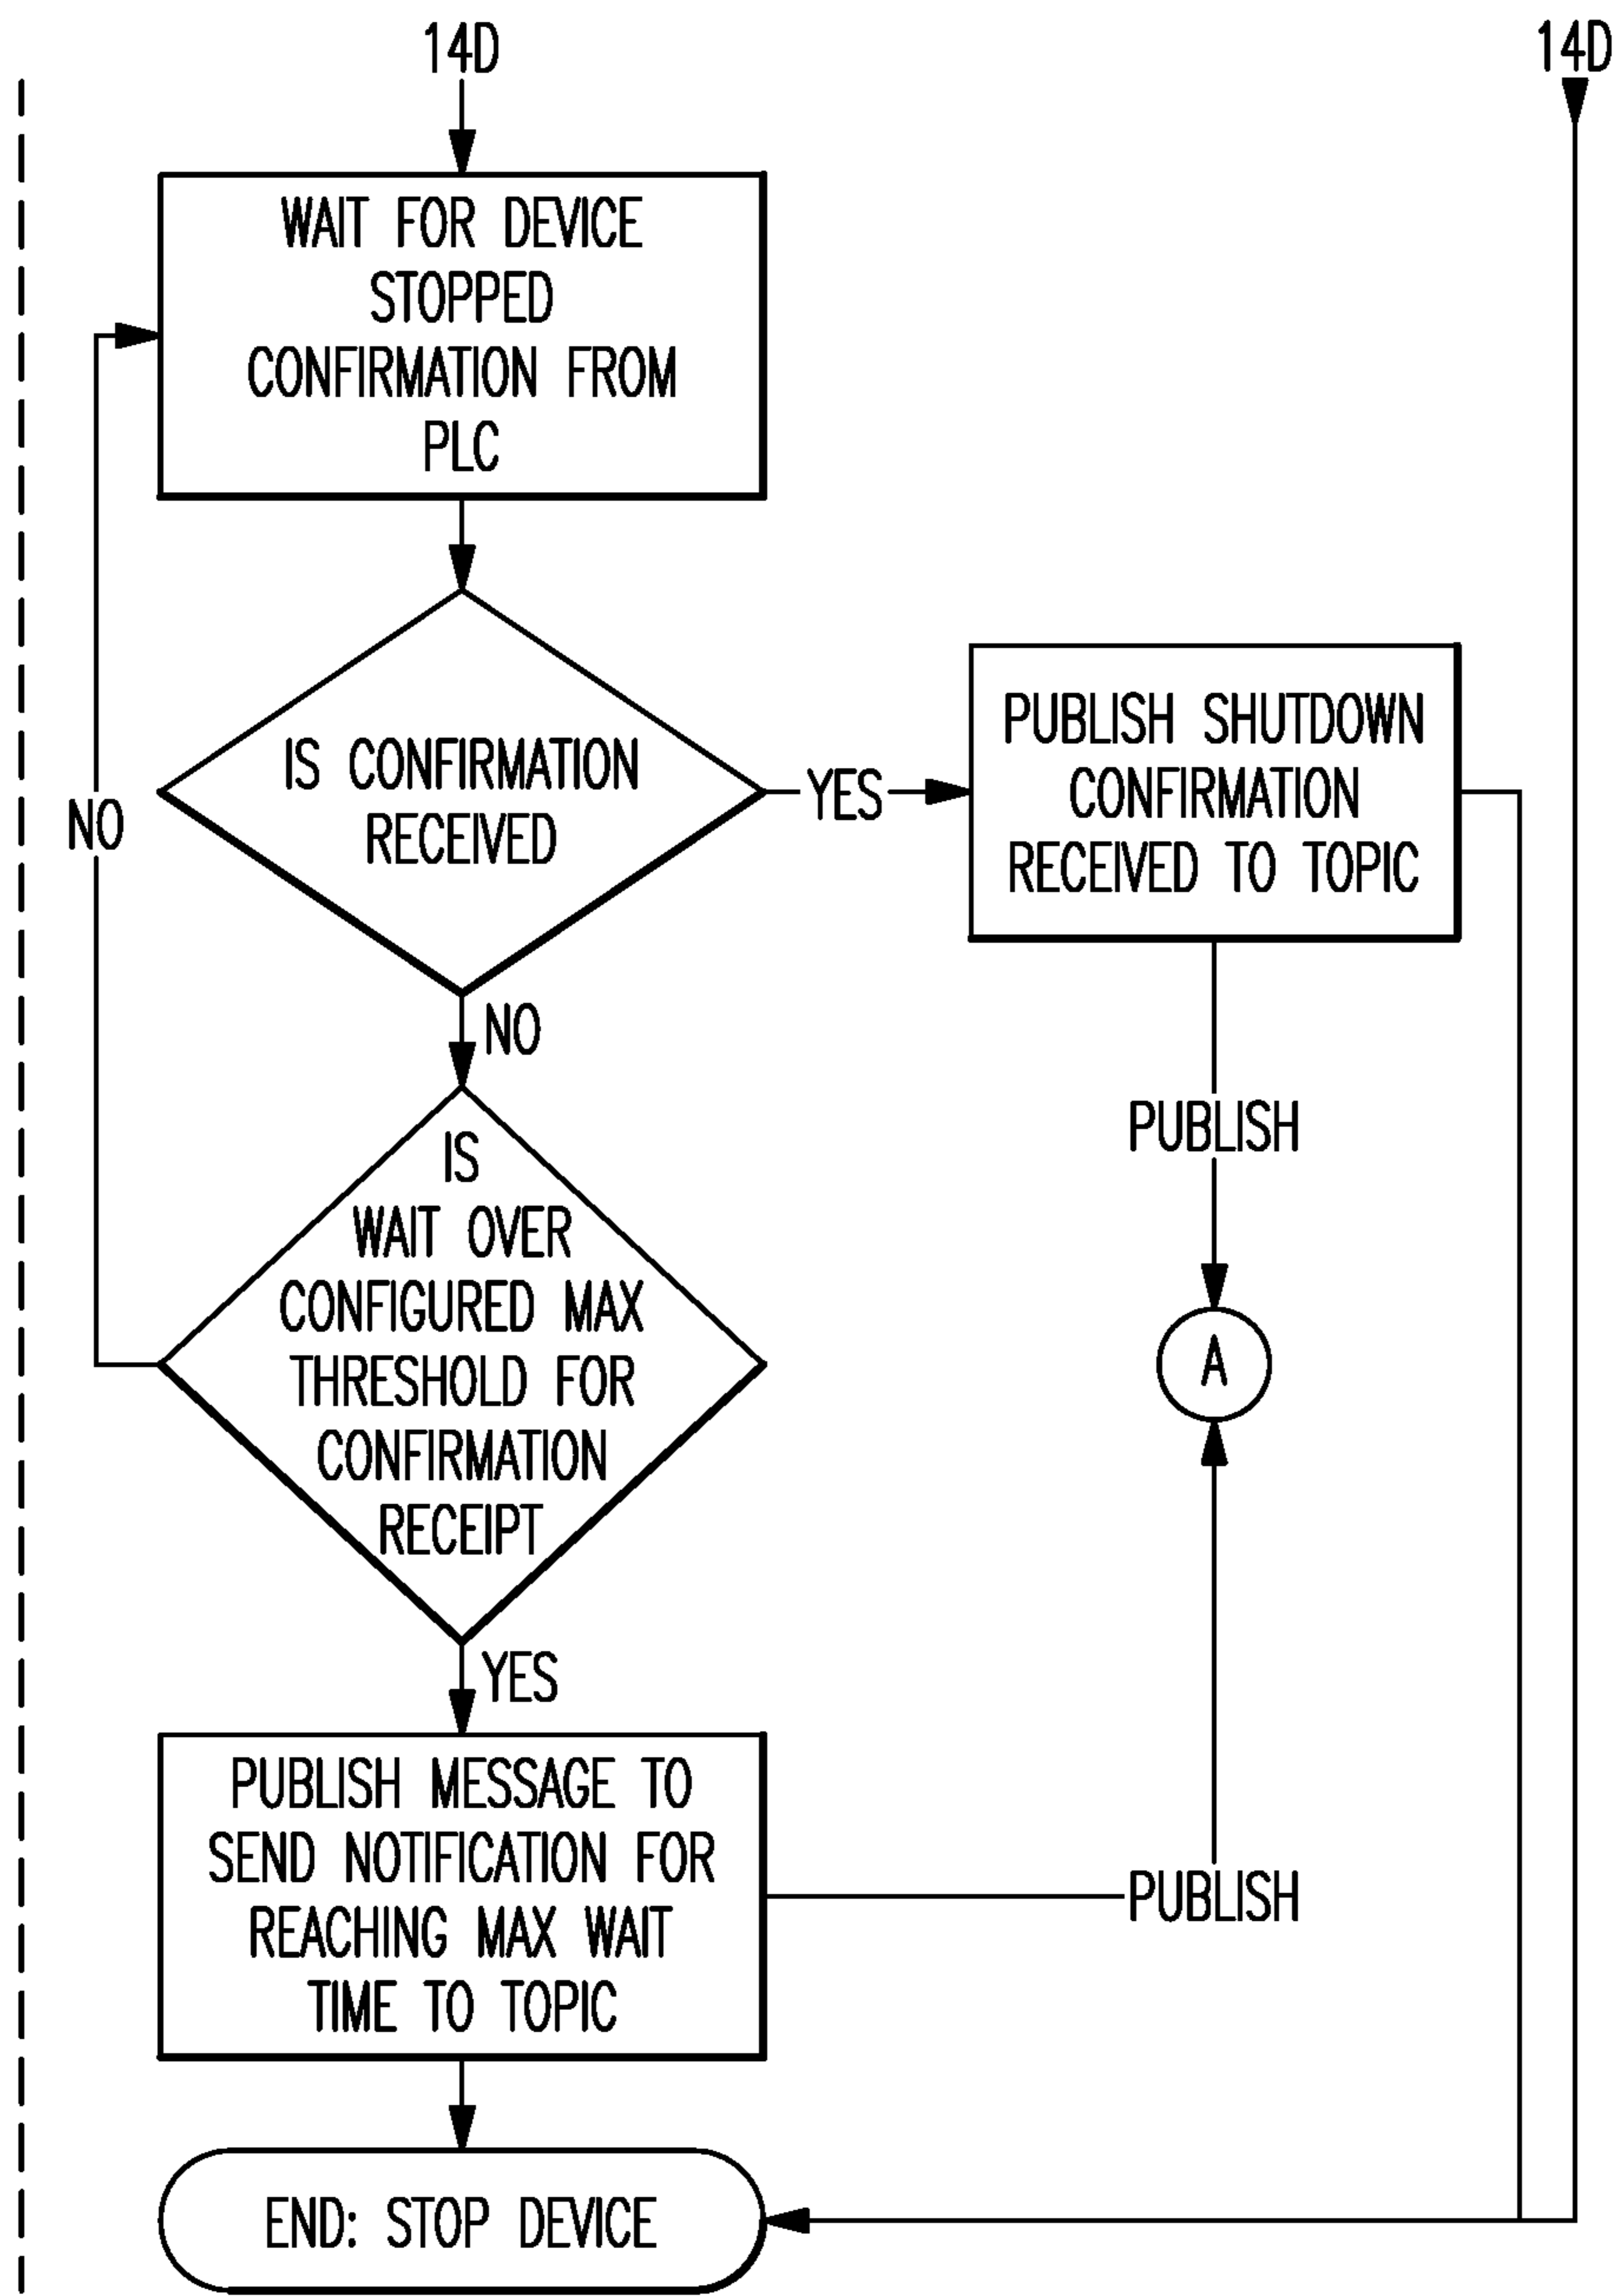 14D
14D
WAIT FOR DEVICE
STOPPED
CONFIRMATION FROM
PLC
IS CONFIRMATION
RECEIVED
YES
PUBLISH SHUTDOWN
CONFIRMATION
RECEIVED TO TOPIC
NO
NO
PUBLISH
IS
WAIT OVER
CONFIGURED MAX
THRESHOLD FOR
CONFIRMATION
RECEIPT
A
YES
PUBLISH MESSAGE TO
SEND NOTIFICATION FOR
REACHING MAX WAIT
TIME TO TOPIC
PUBLISH
END: STOP DEVICE